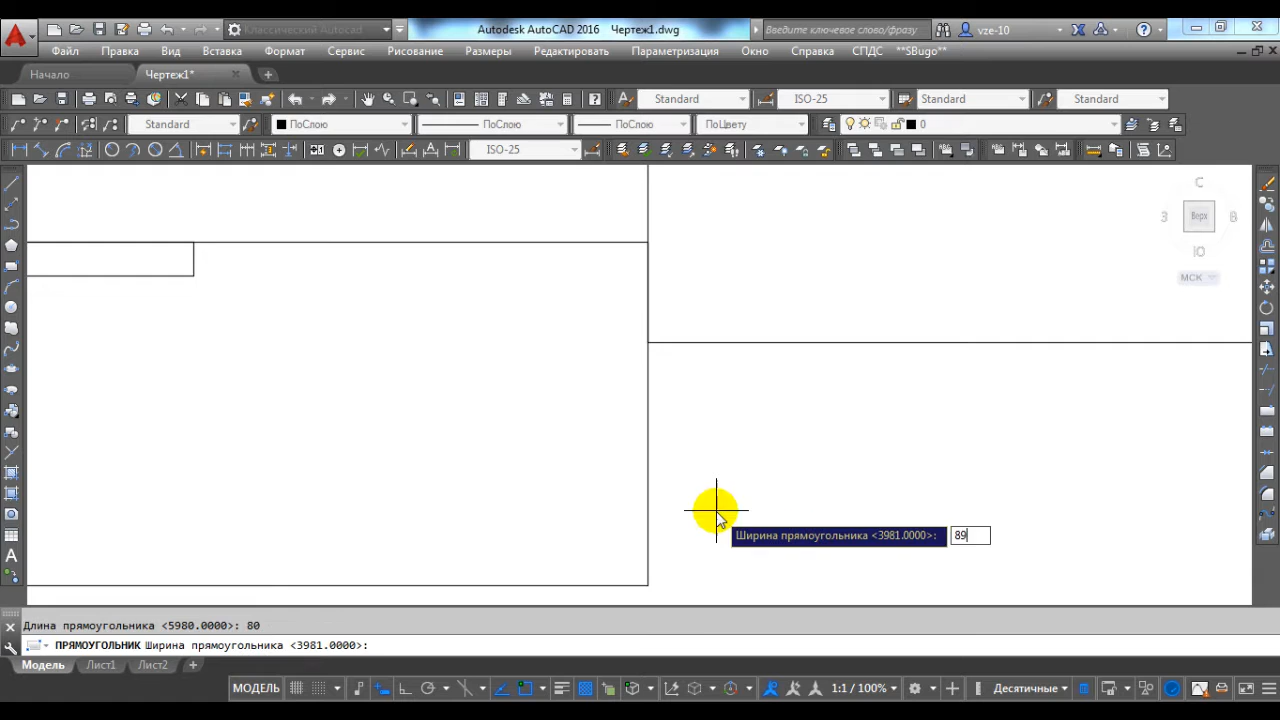 Классический Autocad
Autodesk AutoCAD 2016 Чертеж1.dwg
Введите ключевое слово/фразу
vze-10
Файл Правка Вид Вставка Формат Сервис Рисование Размеры Редактировать Параметризация Окно Справка СПДС **SBugo**
Начало Чертеж1*
Standard ISO-25 Standard Standard
Standard ПоСлою ПоСлою ПоСлою ПоЦвету 0
ISO-25
С
З Верх В
Ю
МСК
Ширина прямоугольника <3981.0000>: 89
Длина прямоугольника <5980.0000>: 80
ПРЯМОУГОЛЬНИК Ширина прямоугольника <3981.0000>:
Модель Лист1 Лист2
МОДЕЛЬ 1:1 / 100% Десятичные